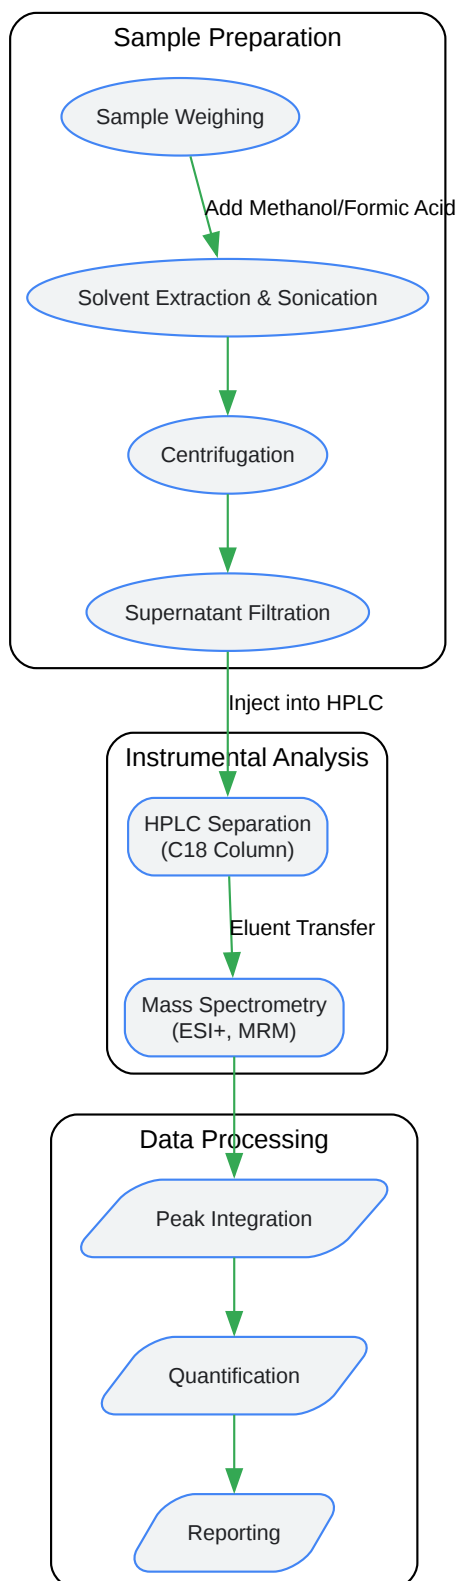 Sample Preparation
Sample Weighing
Add Methanol/Formic Acid
Solvent Extraction & Sonication
Centrifugation
Supernatant Filtration
Inject into HPLC
Instrumental Analysis
HPLC Separation
(C18 Column)
Eluent Transfer
Mass Spectrometry
(ESI+, MRM)
Data Processing
Peak Integration
Quantification
Reporting